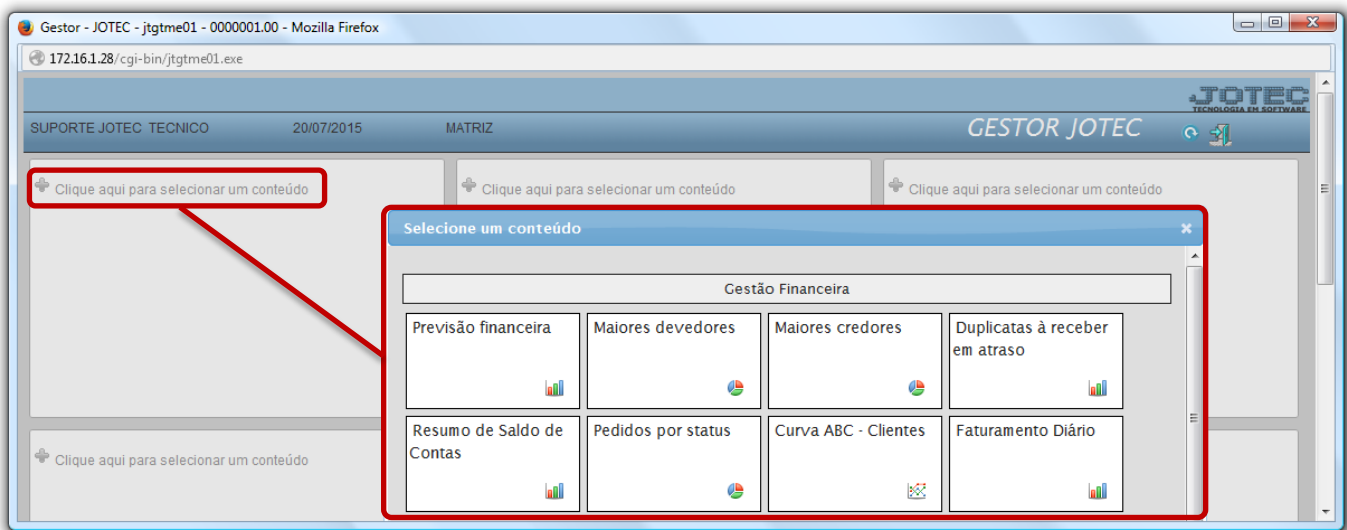 Gestor - JOTEC - jtgtme01 - 0000001.00 - Mozilla Firefox
172.16.1.28/cgi-bin/jtgtme01.exe
JOTEC
TECNOLOGIA EM SOFTWARE
SUPORTE JOTEC TECNICO 20/07/2015 MATRIZ GESTOR JOTEC
Clique aqui para selecionar um conteúdo
Clique aqui para selecionar um conteúdo
Clique aqui para selecionar um conteúdo
Selecione um conteúdo
Gestão Financeira
Previsão financeira
Maiores devedores
Maiores credores
Duplicatas à receber
em atraso
Resumo de Saldo de
Contas
Pedidos por status
Curva ABC - Clientes
Faturamento Diário
Clique aqui para selecionar um conteúdo